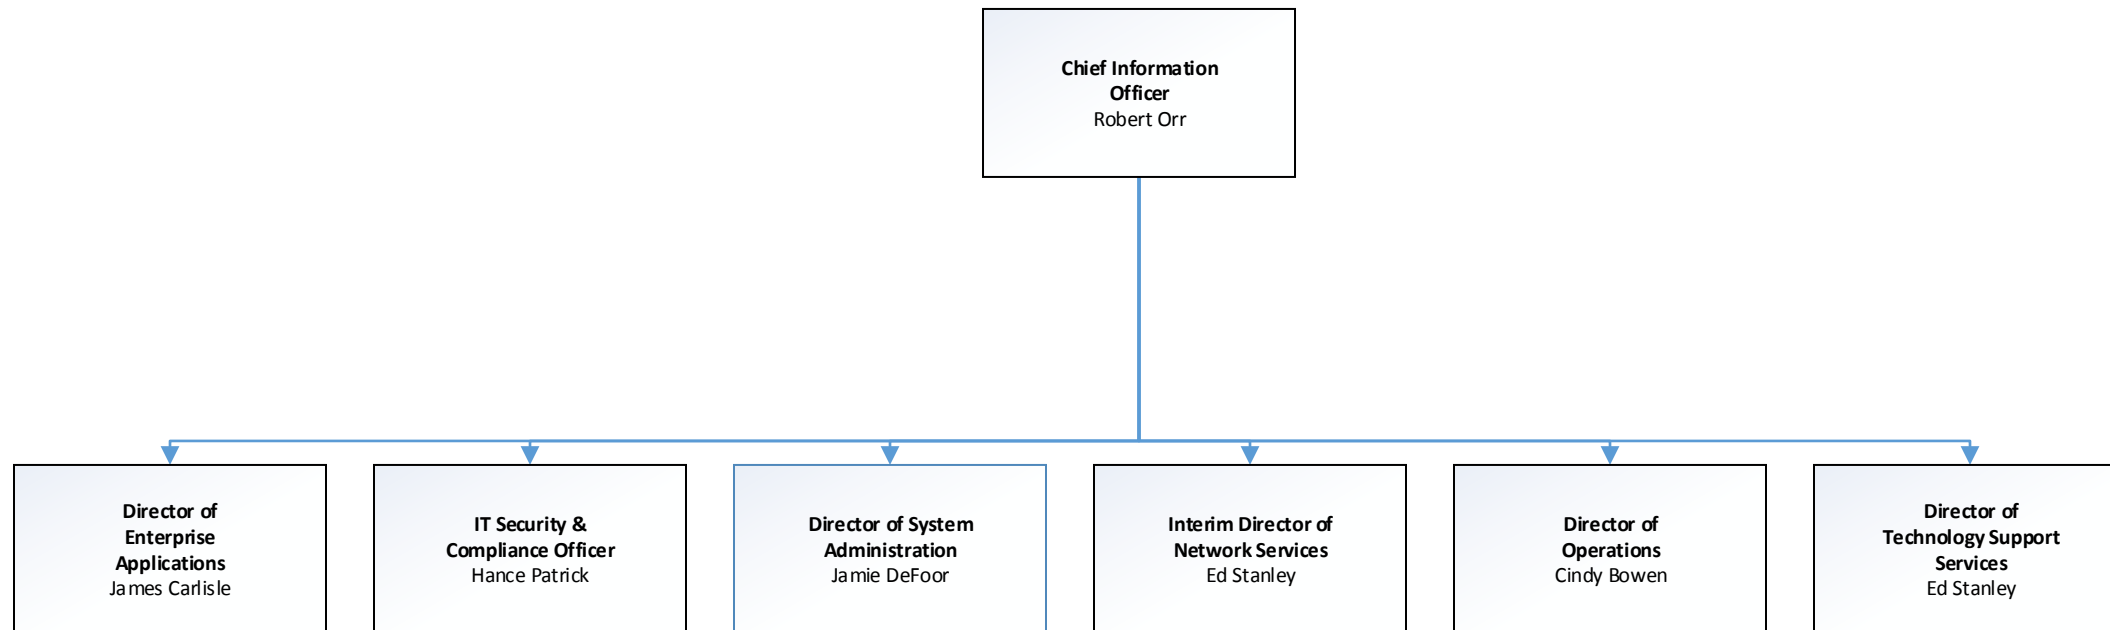 Chief Information
Officer
Robert Orr
Director of
Enterprise
Applications
James Carlisle
IT Security &
Compliance Officer
Hance Patrick
Director of System
Administration
Jamie DeFoor
Interim Director of
Network Services
Ed Stanley
Director of
Operations
Cindy Bowen
Director of
Technology Support
Services
Ed Stanley